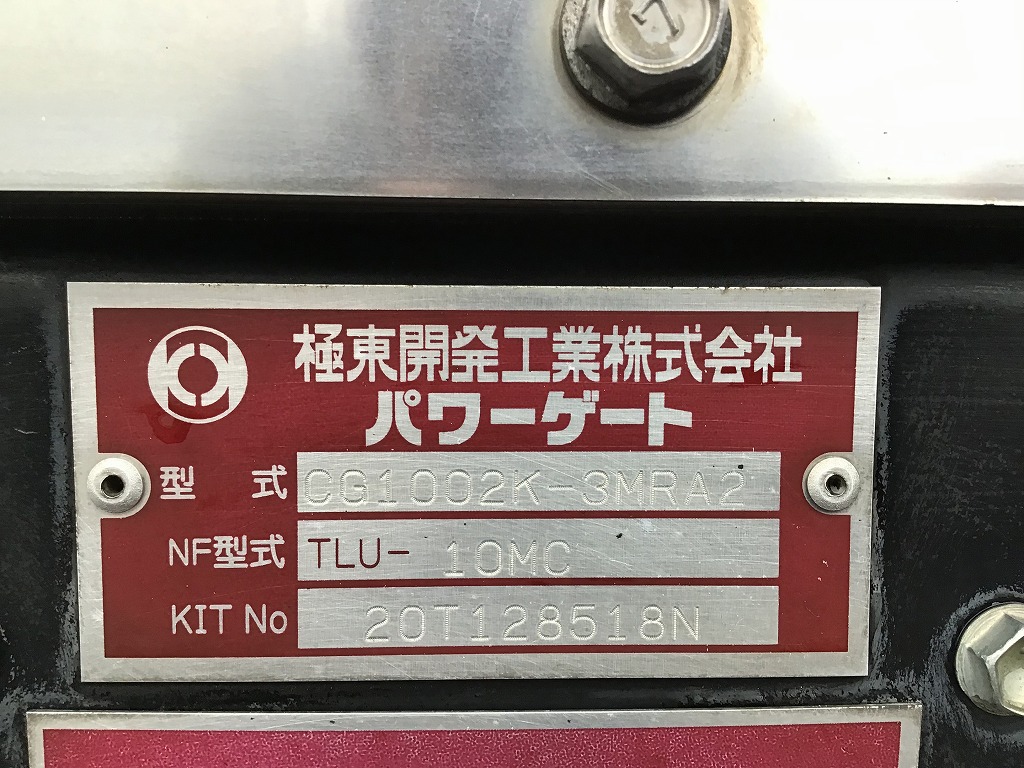 7
極東開発工業株式会社
パワーゲート
型 式 CG1002K-3MRA2
NF型式 TLU- 10MC
KIT No 20T128518N